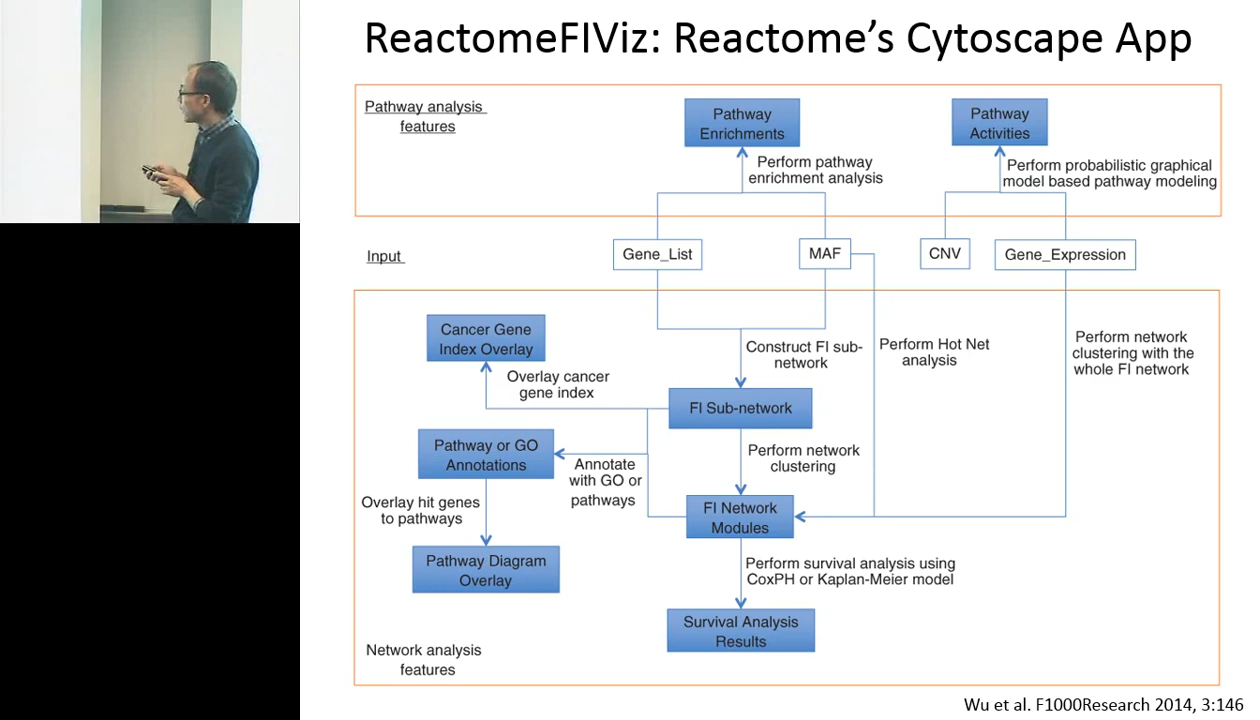 ReactomeFIViz: Reactome's Cytoscape App
Pathway analysis
features
Pathway
Enrichments
Pathway
Activities
Perform pathway
enrichment analysis
Perform probabilistic graphical
model based pathway modeling
Input
Gene_List
MAF
CNV
Gene_Expression
Cancer Gene
Index Overlay
Construct FI sub-
network
Perform Hot Net
analysis
Perform network
clustering with the
whole FI network
Overlay cancer
gene index
FI Sub-network
Pathway or GO
Annotations
Annotate
with GO or
pathways
Perform network
clustering
Overlay hit genes
to pathways
FI Network
Modules
Pathway Diagram
Overlay
Perform survival analysis using
CoxPH or Kaplan-Meier model
Survival Analysis
Results
Network analysis
features
Wu et al. F1000Research 2014, 3:146